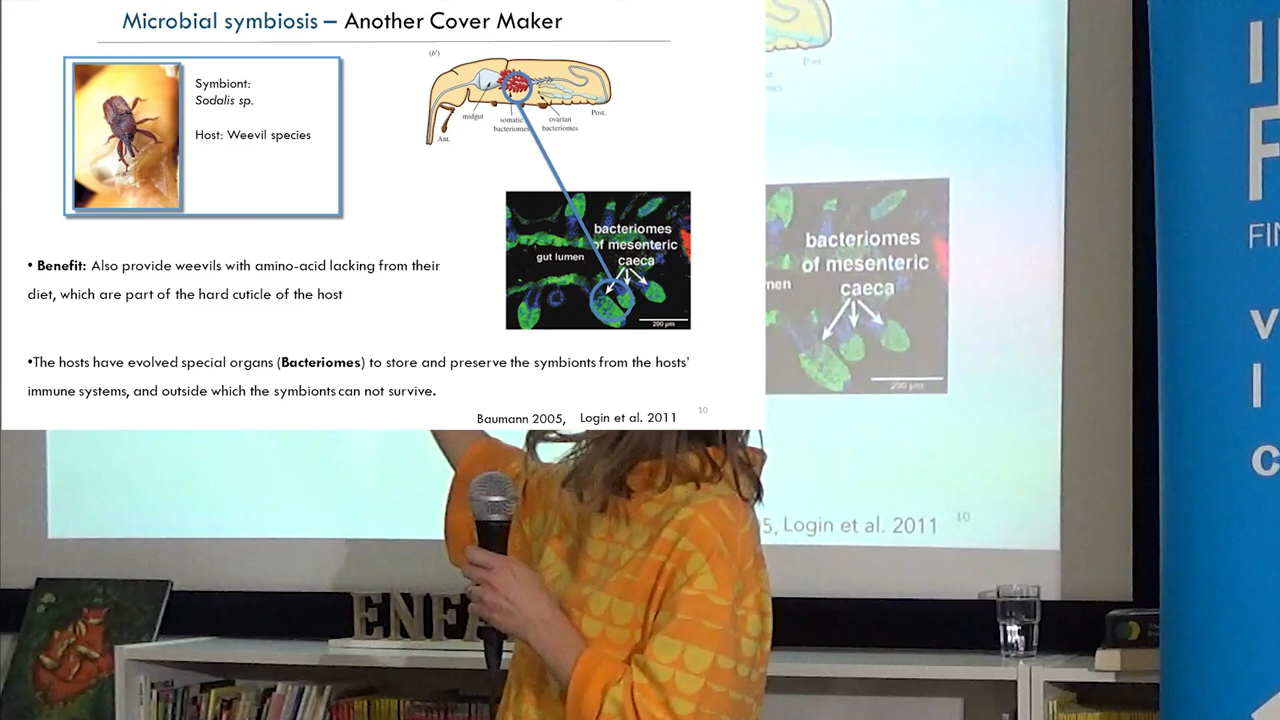 Microbial symbiosis – Another Cover Maker
Symbiont:
Sodalis sp.
Host: Weevil species
(b')
midgut
somatic
bacteriomes
ovarian
bacteriomes
Post.
Ant.
bacteriomes
of mesenteric
caeca
gut lumen
200 µm
• Benefit: Also provide weevils with amino-acid lacking from their
diet, which are part of the hard cuticle of the host
•The hosts have evolved special organs (Bacteriomes) to store and preserve the symbionts from the hosts'
immune systems, and outside which the symbionts can not survive.
Baumann 2005, Login et al. 2011
10
Post.
bacteriomes
of mesenteric
caeca
men
200 µm
5, Login et al. 2011
10
FI
v
I
c